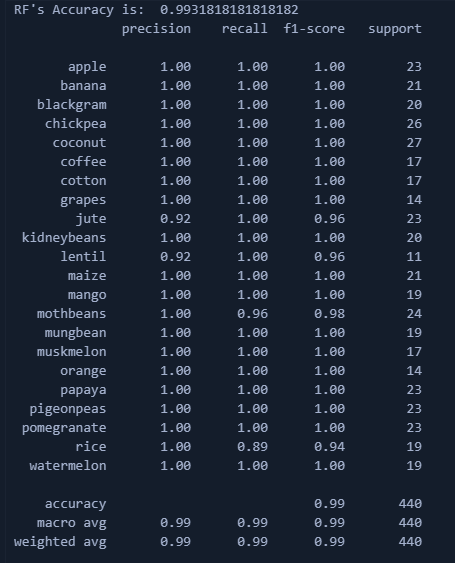 RF's Accuracy is:  0.9931818181818182
              precision    recall  f1-score   support

       apple       1.00      1.00      1.00        23
      banana       1.00      1.00      1.00        21
   blackgram       1.00      1.00      1.00        20
    chickpea       1.00      1.00      1.00        26
     coconut       1.00      1.00      1.00        27
      coffee       1.00      1.00      1.00        17
      cotton       1.00      1.00      1.00        17
      grapes       1.00      1.00      1.00        14
        jute       0.92      1.00      0.96        23
 kidneybeans       1.00      1.00      1.00        20
      lentil       0.92      1.00      0.96        11
       maize       1.00      1.00      1.00        21
       mango       1.00      1.00      1.00        19
   mothbeans       1.00      0.96      0.98        24
    mungbean       1.00      1.00      1.00        19
   muskmelon       1.00      1.00      1.00        17
      orange       1.00      1.00      1.00        14
      papaya       1.00      1.00      1.00        23
  pigeonpeas       1.00      1.00      1.00        23
 pomegranate       1.00      1.00      1.00        23
        rice       1.00      0.89      0.94        19
  watermelon       1.00      1.00      1.00        19

    accuracy                           0.99       440
   macro avg       0.99      0.99      0.99       440
weighted avg       0.99      0.99      0.99       440